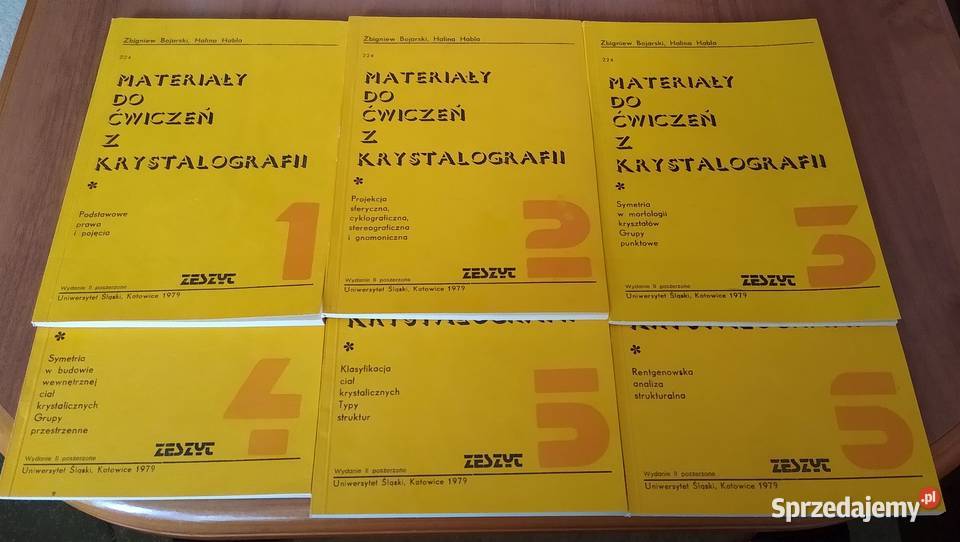 Zbigniew Bojarski, Halina Habla
224
MATERIAŁY
DO
ĆWICZEŃ
Z
KRYSTALOGRAFII
*
Podstawowe
prawa
i pojęcia
1
ZESZYT
Wydanie II poszerzone
Uniwersytet Śląski, Katowice 1979
Zbigniew Bojarski, Halina Habla
224
MATERIAŁY
DO
ĆWICZEŃ
Z
KRYSTALOGRAFII
*
Projekcja
sferyczna,
cyklograficzna,
stereograficzna
i gnomoniczna
2
ZESZYT
Wydanie II poszerzone
Uniwersytet Śląski, Katowice 1979
Zbigniew Bojarski, Halina Habla
224
MATERIAŁY
DO
ĆWICZEŃ
Z
KRYSTALOGRAFII
*
Symetria
w morfologii
kryształów
Grupy
punktowe
3
ZESZYT
Wydanie II poszerzone
Uniwersytet Śląski, Katowice 1979
*
Symetria
w budowie
wewnętrznej
ciał
krystalicznych
Grupy
przestrzenne
4
ZESZYT
Wydanie II poszerzone
Uniwersytet Śląski, Katowice 1979
KRYSTALOGRAFII
*
Klasyfikacja
ciał
krystalicznych
Typy
struktur
5
ZESZYT
Wydanie II poszerzone
Uniwersytet Śląski, Katowice 1979
*
Rentgenowska
analiza
strukturalna
6
ZESZYT
Wydanie II poszerzone
Uniwersytet Śląski, Katowice 1979
Sprzedajemy.pl